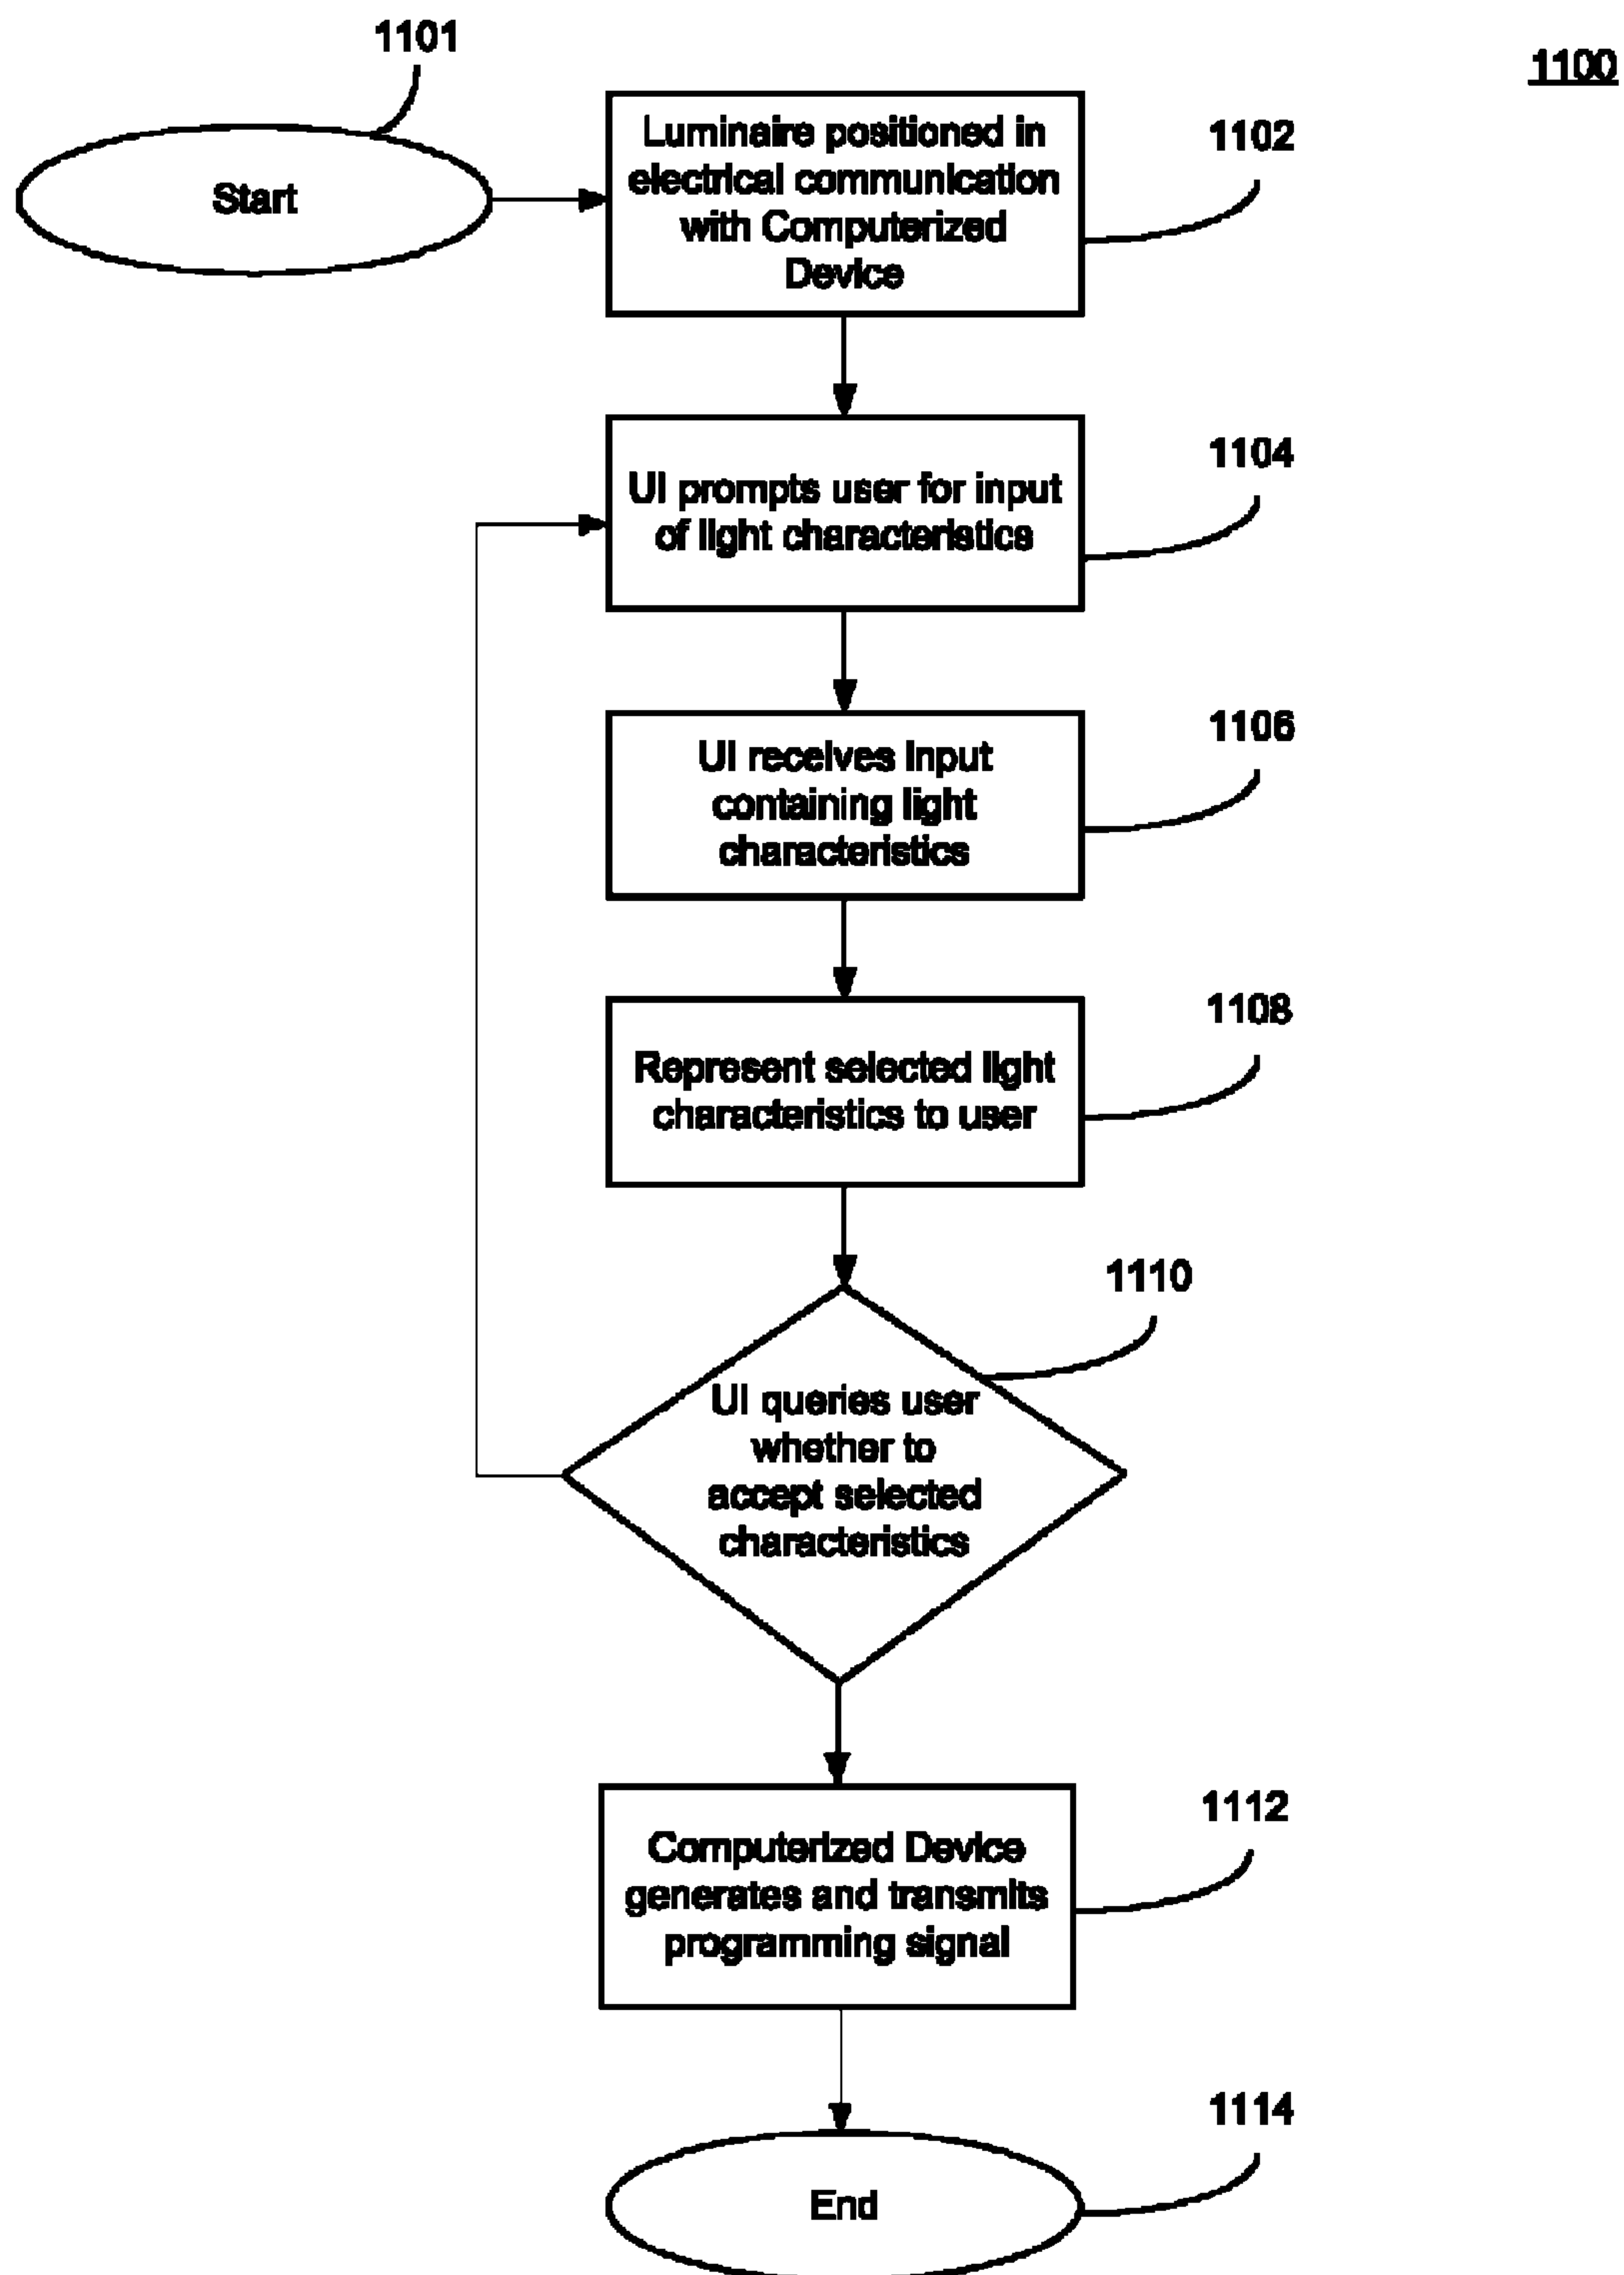 1101
1100
Start
Luminaire positioned in
electrical communication
with Computerized
Device
1102
UI prompts user for input
of light characteristics
1104
UI receives input
containing light
characteristics
1106
Represent selected light
characteristics to user
1108
UI queries user
whether to
accept selected
characteristics
1110
Computerized Device
generates and transmits
programming signal
1112
End
1114